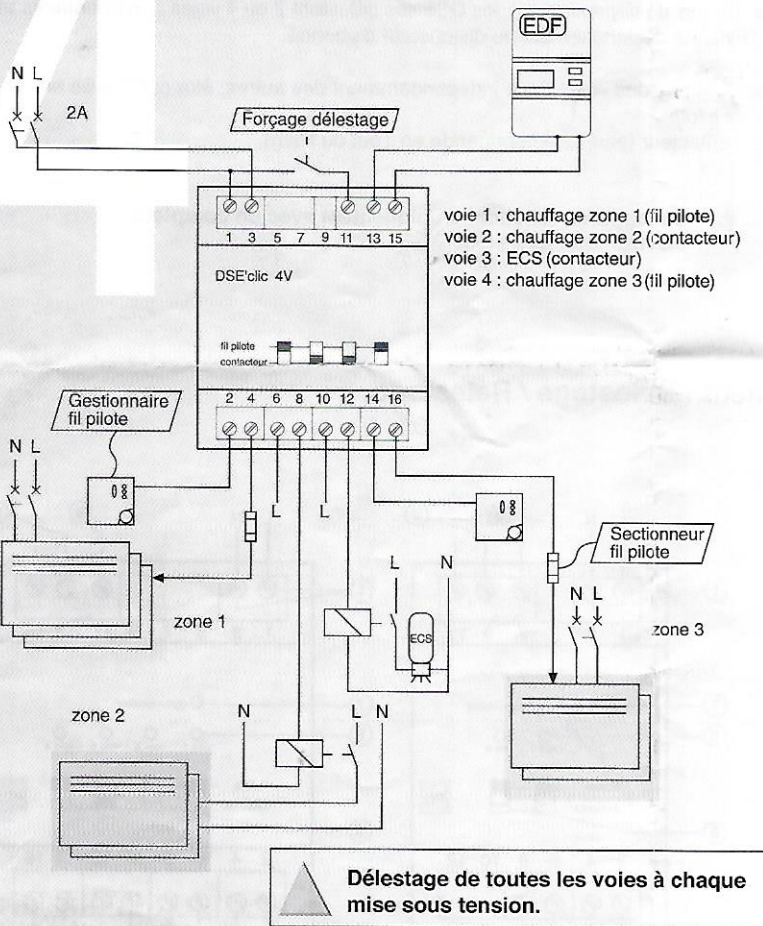 EDF
N L
2A
Forçage délestage
1 3 5 7 9 11 13 15
voie 1 : chauffage zone 1 (fil pilote)
voie 2 : chauffage zone 2 (contacteur)
voie 3 : ECS (contacteur)
voie 4 : chauffage zone 3 (fil pilote)
DSE'clic 4V
fil pilote
contacteur
2 4 6 8 10 12 14 16
Gestionnaire
fil pilote
N L
L
L
Sectionneur
fil pilote
L N
ECS
N L
zone 1
zone 3
zone 2
N
L N
Délestage de toutes les voies à chaque
mise sous tension.